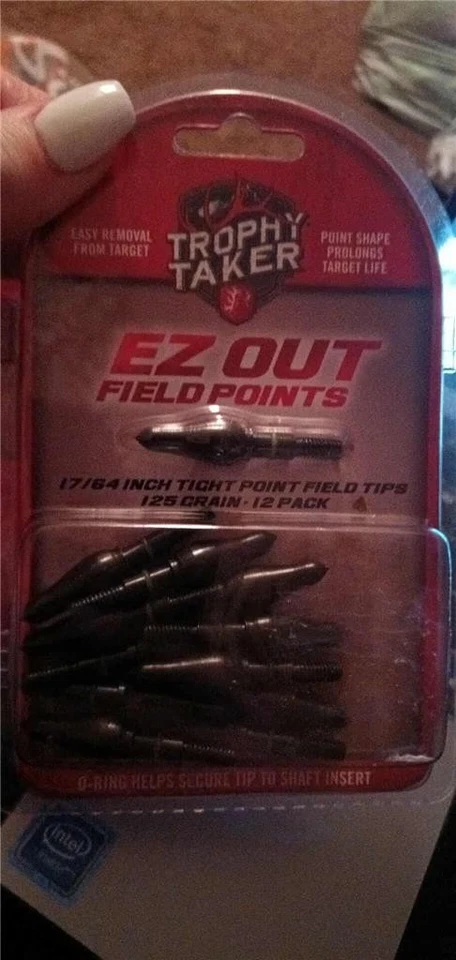 EASY REMOVAL
FROM TARGET
TROPHY
TAKER
POINT SHAPE
PROLONGS
TARGET LIFE
EZ OUT
FIELD POINTS
17/64 INCH TIGHT POINT FIELD TIPS
125 GRAIN - 12 PACK
O-RING HELPS SECURE TIP TO SHAFT INSERT
intel